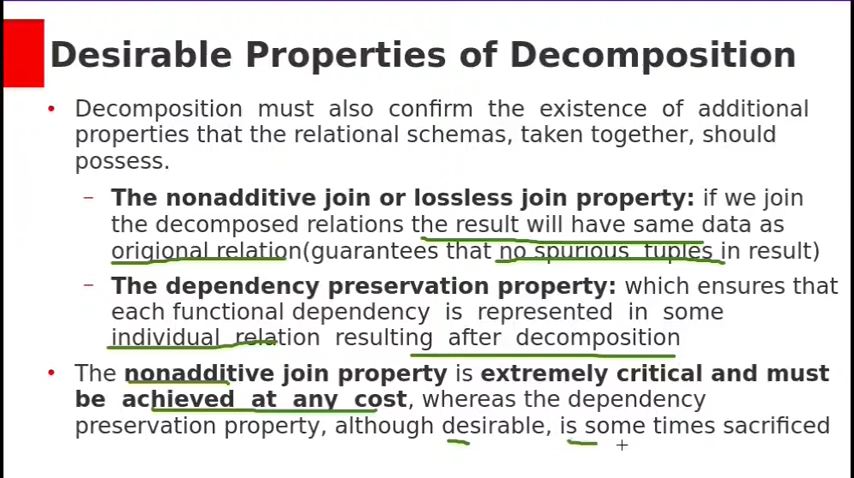 Desirable Properties of Decomposition
• Decomposition must also confirm the existence of additional
properties that the relational schemas, taken together, should
possess.
– The nonadditive join or lossless join property: if we join
the decomposed relations the result will have same data as
origional relation(guarantees that no spurious tuples in result)
– The dependency preservation property: which ensures that
each functional dependency is represented in some
individual relation resulting after decomposition
• The nonadditive join property is extremely critical and must
be achieved at any cost, whereas the dependency
preservation property, although desirable, is some times sacrificed